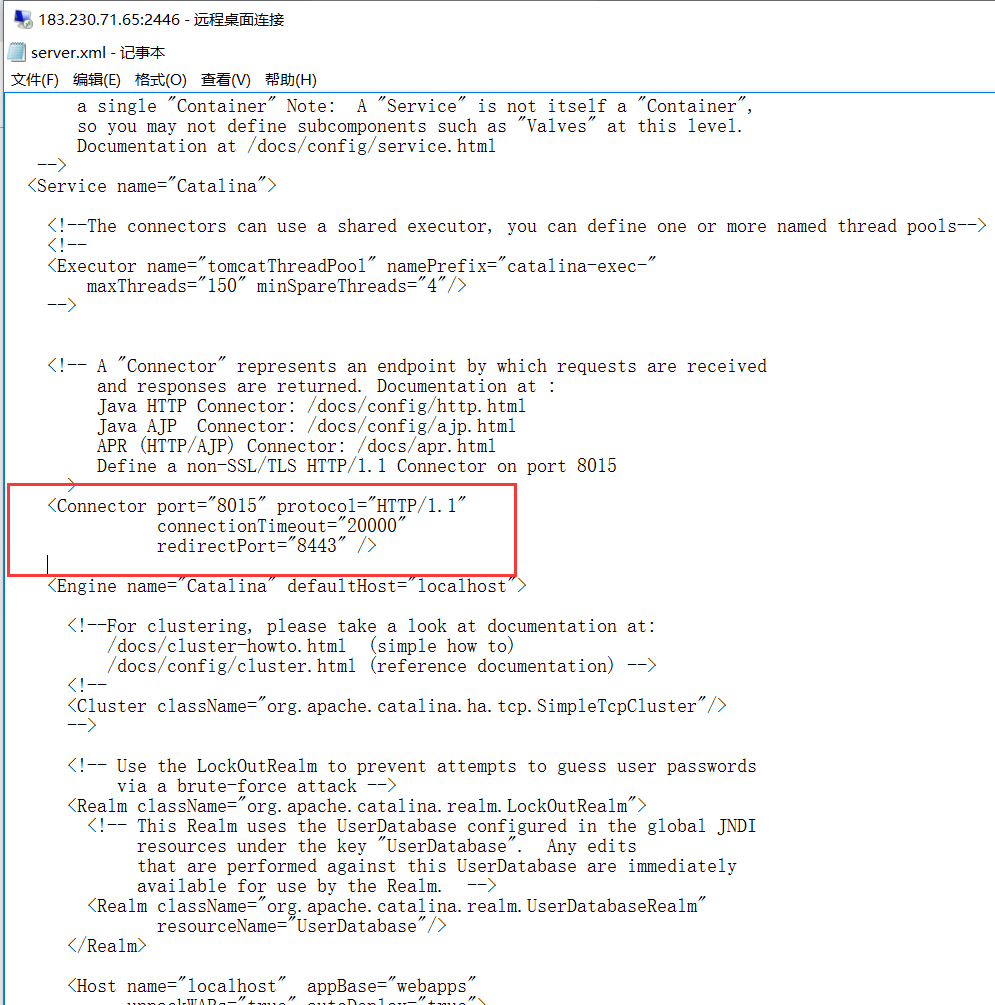 183.230.71.65:2446 - 远程桌面连接
server.xml - 记事本
文件(F) 编辑(E) 格式(O) 查看(V) 帮助(H)
a single "Container" Note:  A "Service" is not itself a "Container",
so you may not define subcomponents such as "Valves" at this level.
Documentation at /docs/config/service.html
-->
<Service name="Catalina">
<!--The connectors can use a shared executor, you can define one or more named thread pools-->
<!--
<Executor name="tomcatThreadPool" namePrefix="catalina-exec-"
maxThreads="150" minSpareThreads="4"/>
-->
<!-- A "Connector" represents an endpoint by which requests are received
and responses are returned. Documentation at :
Java HTTP Connector: /docs/config/http.html
Java AJP  Connector: /docs/config/ajp.html
APR (HTTP/AJP) Connector: /docs/apr.html
Define a non-SSL/TLS HTTP/1.1 Connector on port 8015
>
<Connector port="8015" protocol="HTTP/1.1"
connectionTimeout="20000"
redirectPort="8443" />
<Engine name="Catalina" defaultHost="localhost">
<!--For clustering, please take a look at documentation at:
/docs/cluster-howto.html  (simple how to)
/docs/config/cluster.html (reference documentation) -->
<!--
<Cluster className="org.apache.catalina.ha.tcp.SimpleTcpCluster"/>
-->
<!-- Use the LockOutRealm to prevent attempts to guess user passwords
via a brute-force attack -->
<Realm className="org.apache.catalina.realm.LockOutRealm">
<!-- This Realm uses the UserDatabase configured in the global JNDI
resources under the key "UserDatabase".  Any edits
that are performed against this UserDatabase are immediately
available for use by the Realm.  -->
<Realm className="org.apache.catalina.realm.UserDatabaseRealm"
resourceName="UserDatabase"/>
</Realm>
<Host name="localhost"  appBase="webapps"
unpackWARs="true" autoDeploy="true">